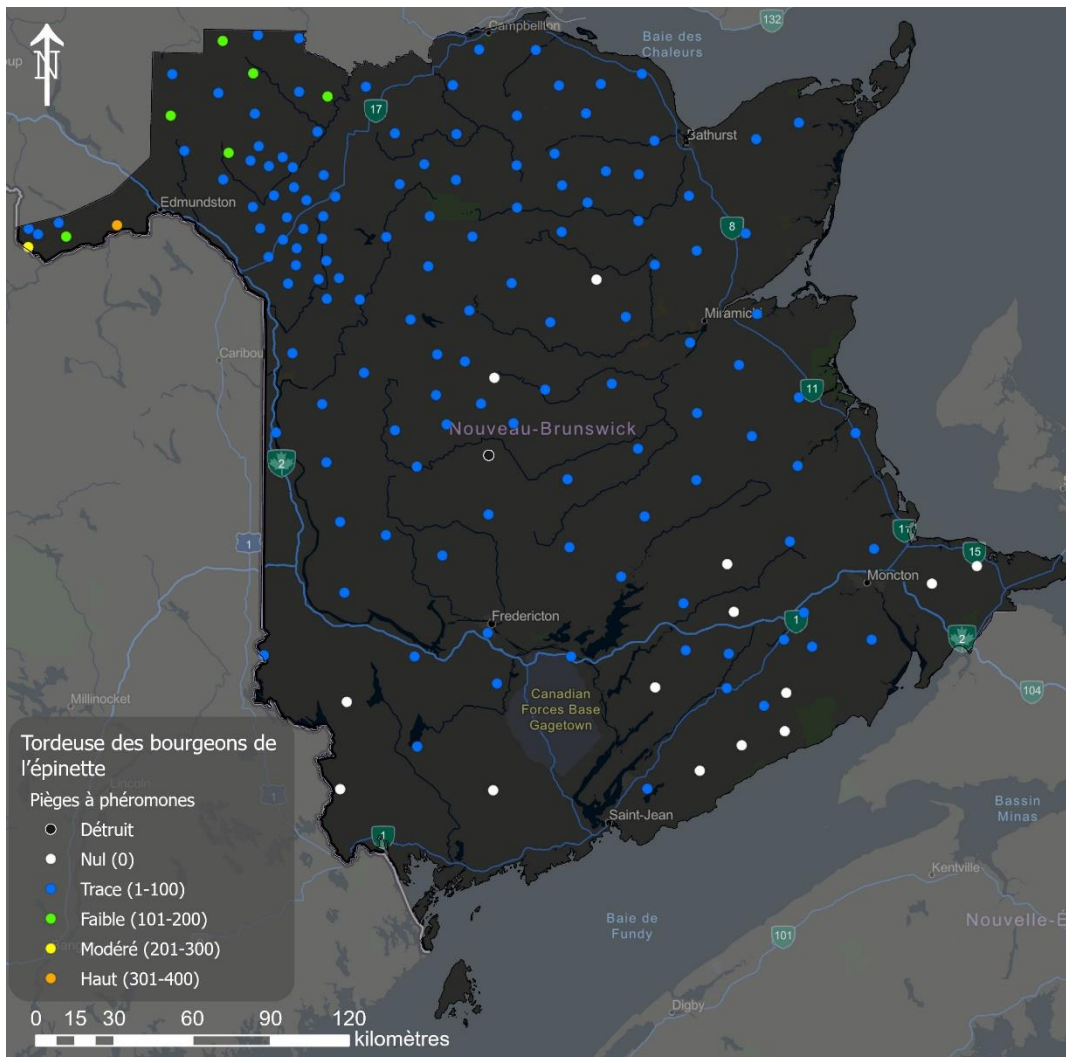 132
Campbellton
Baie des
Chaleurs
N
17
Bathurst
Edmundston
8
Miramichi
Caribou
11
Nouveau-Brunswick
2
1
11
15
Moncton
Fredericton
1
2
Canadian
Forces Base
Gagetown
104
Millinocket
Tordeuse des bourgeons de
l'épinette
Lincoln
Pièges à phéromones
1
Détruit
Saint-Jean
Bassin
Minas
Nul (0)
1
Trace (1-100)
Kentville
Faible (101-200)
Baie de
Fundy
Modéré (201-300)
101
Haut (301-400)
Digby
0 15 30 60 90 120
kilomètres